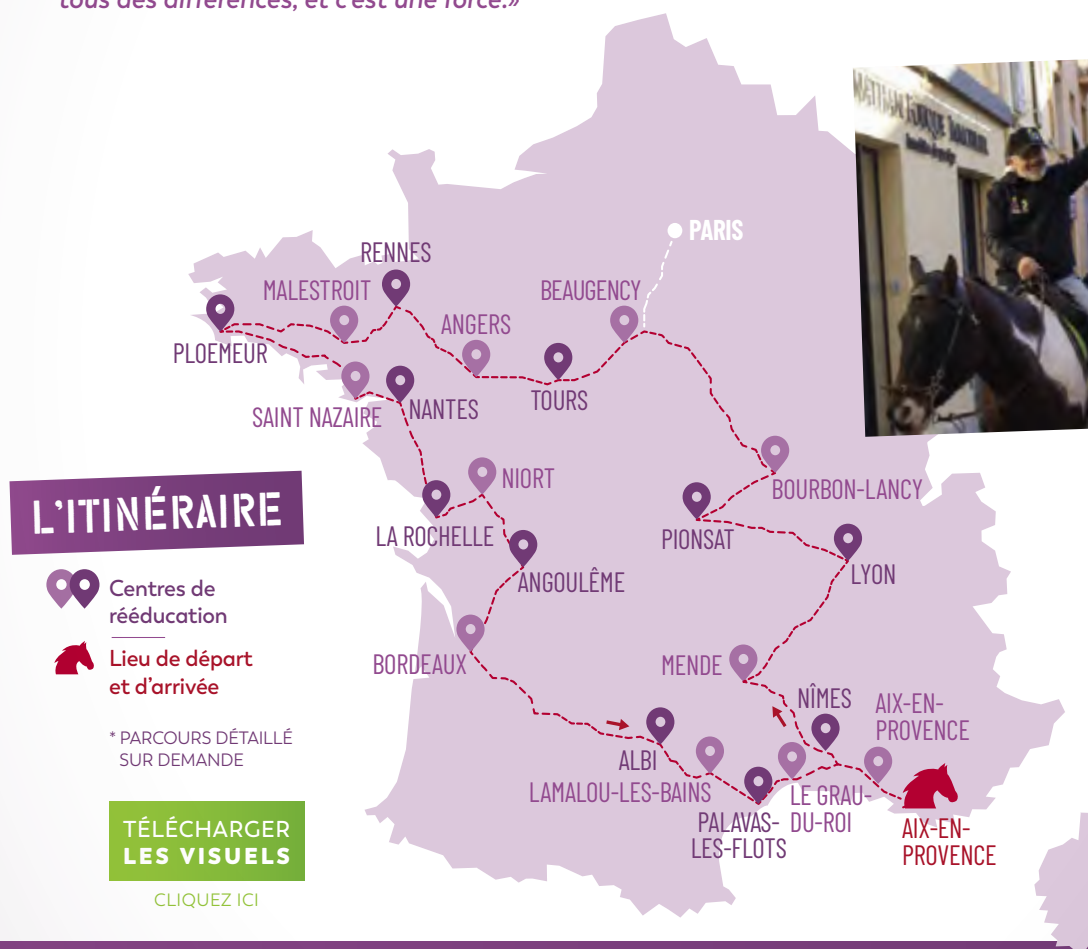 tous des différences, et c'est une force.»
PARIS
RENNES
MALESTROIT
BEAUGENCY
ANGERS
PLOEMEUR
TOURS
SAINT NAZAIRE
NANTES
NIORT
BOURBON-LANCY
L'ITINÉRAIRE
LA ROCHELLE
PIONSAT
LYON
ANGOULÊME
Centres de
rééducation
BORDEAUX
MENDE
Lieu de départ
et d'arrivée
NÎMES
AIX-EN-
PROVENCE
* PARCOURS DÉTAILLÉ
SUR DEMANDE
ALBI
LAMALOU-LES-BAINS
LE GRAU-
DU-ROI
PALAVAS-
LES-FLOTS
AIX-EN-
PROVENCE
TÉLÉCHARGER
LES VISUELS
CLIQUEZ ICI